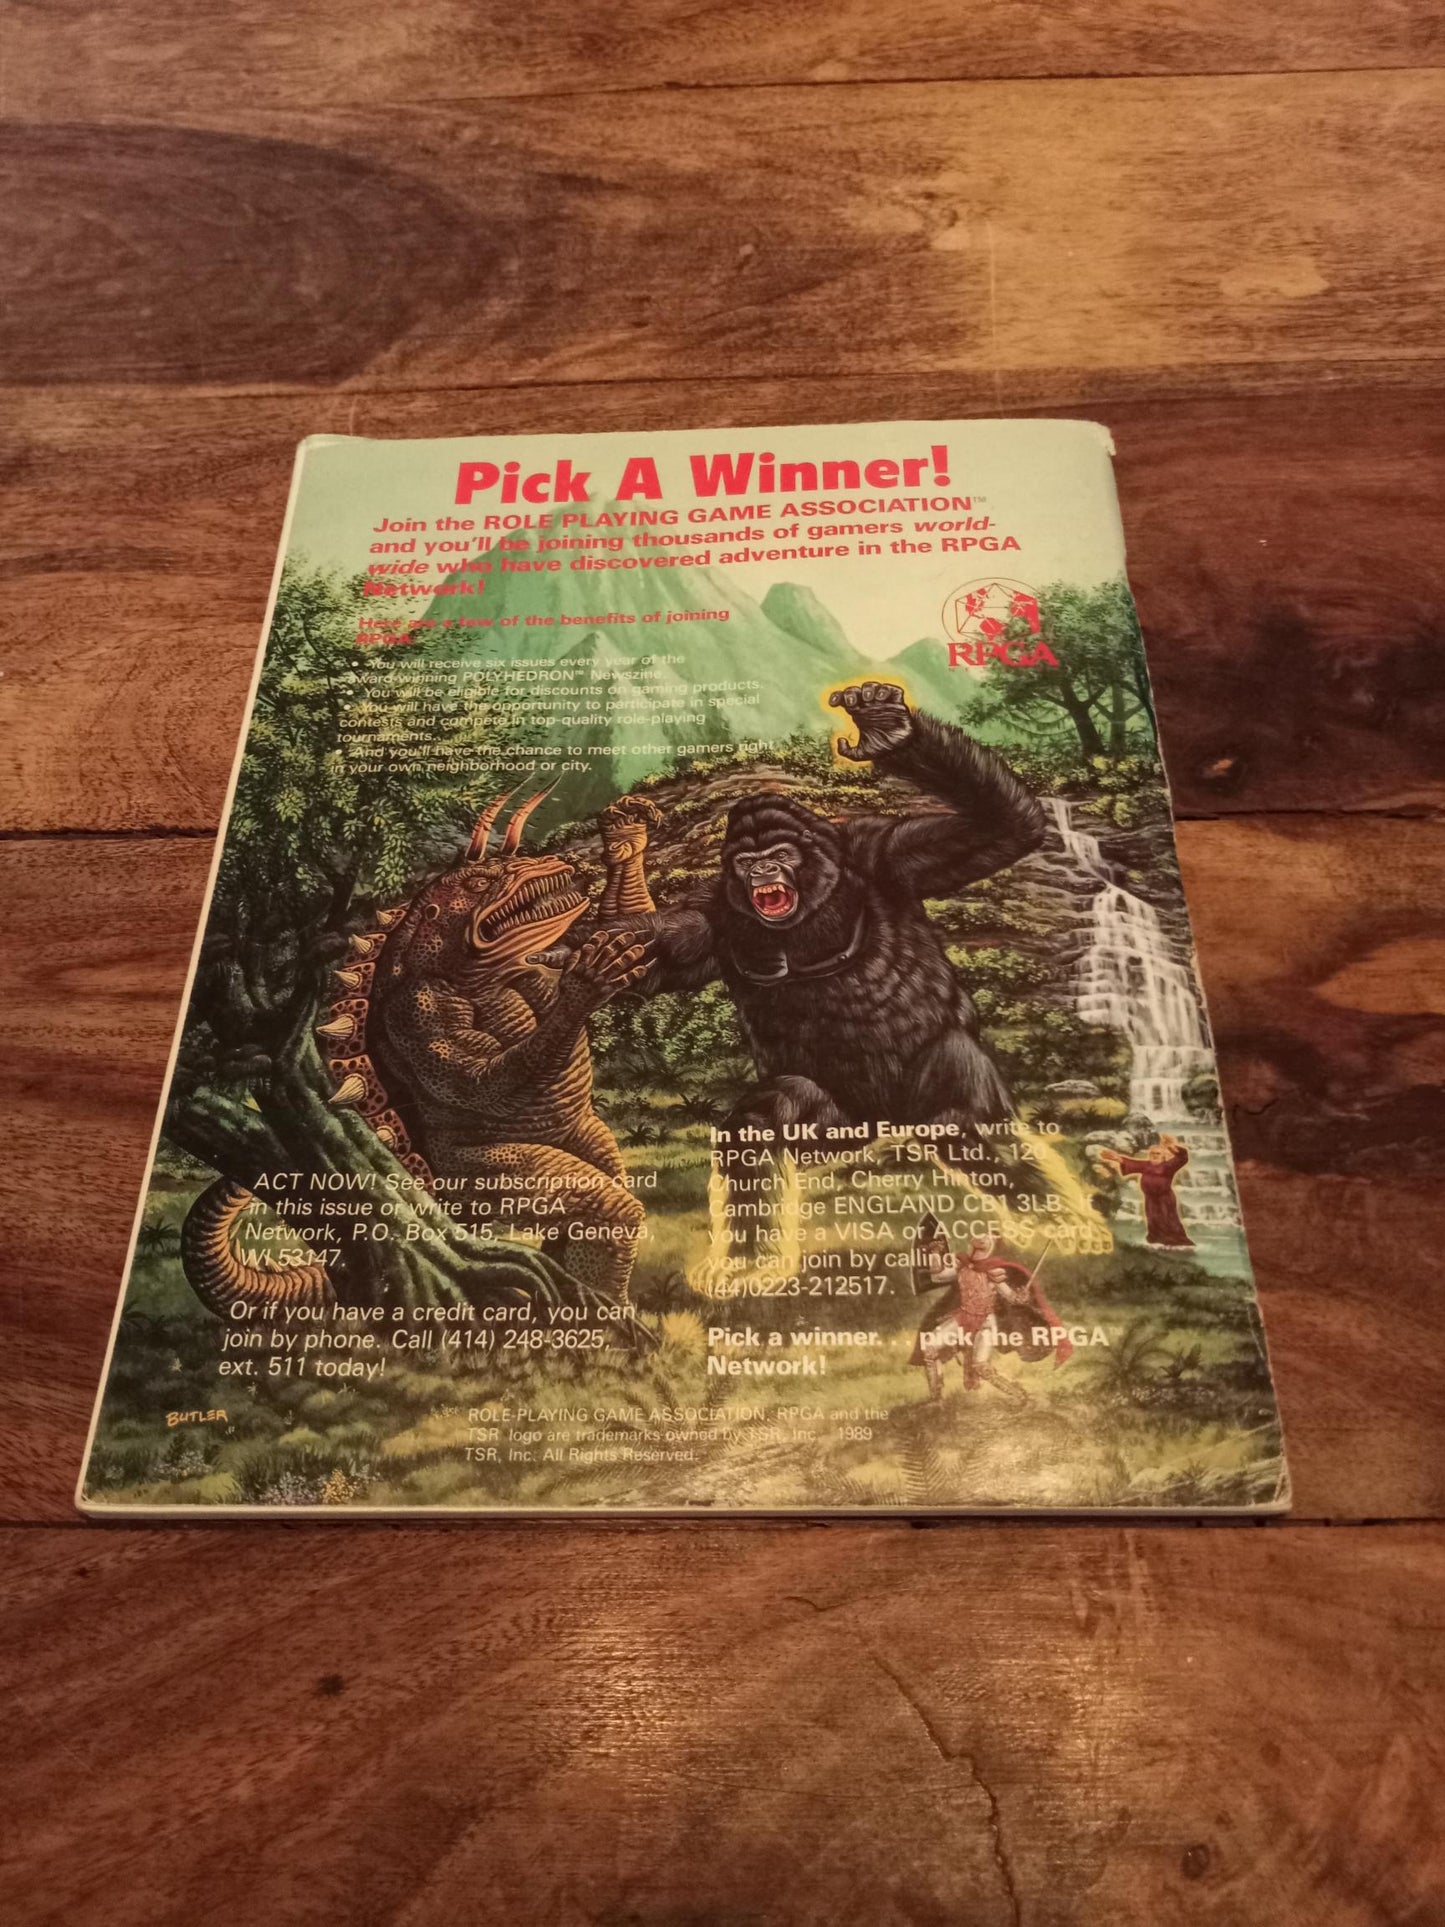 Pick A Winner!
Join the ROLE PLAYING GAME ASSOCIATION™
and you'll be joining thousands of gamers world-
wide who have discovered adventure in the RPGA
Network!
Here are a few of the benefits of joining
RPGA:
RPGA
• You will receive six issues every year of the
award-winning POLYHEDRON™ Newszine.
• You will be eligible for discounts on gaming products.
• You will have the opportunity to participate in special
contests and compete in top-quality role-playing
tournaments...
• And you'll have the chance to meet other gamers right
in your own neighborhood or city.
ACT NOW! See our subscription card
in this issue or write to RPGA
Network, P.O. Box 515, Lake Geneva,
WI 53147.
Or if you have a credit card, you can
join by phone. Call (414) 248-3625,
ext. 511 today!
In the UK and Europe, write to
RPGA Network, TSR Ltd., 120
Church End, Cherry Hinton,
Cambridge ENGLAND CB1 3LB. If
you have a VISA or ACCESS card,
you can join by calling
(44)0223-212517.
Pick a winner. . . pick the RPGA™
Network!
BUTLER
ROLE-PLAYING GAME ASSOCIATION, RPGA and the
TSR logo are trademarks owned by TSR, Inc. 1989
TSR, Inc. All Rights Reserved.